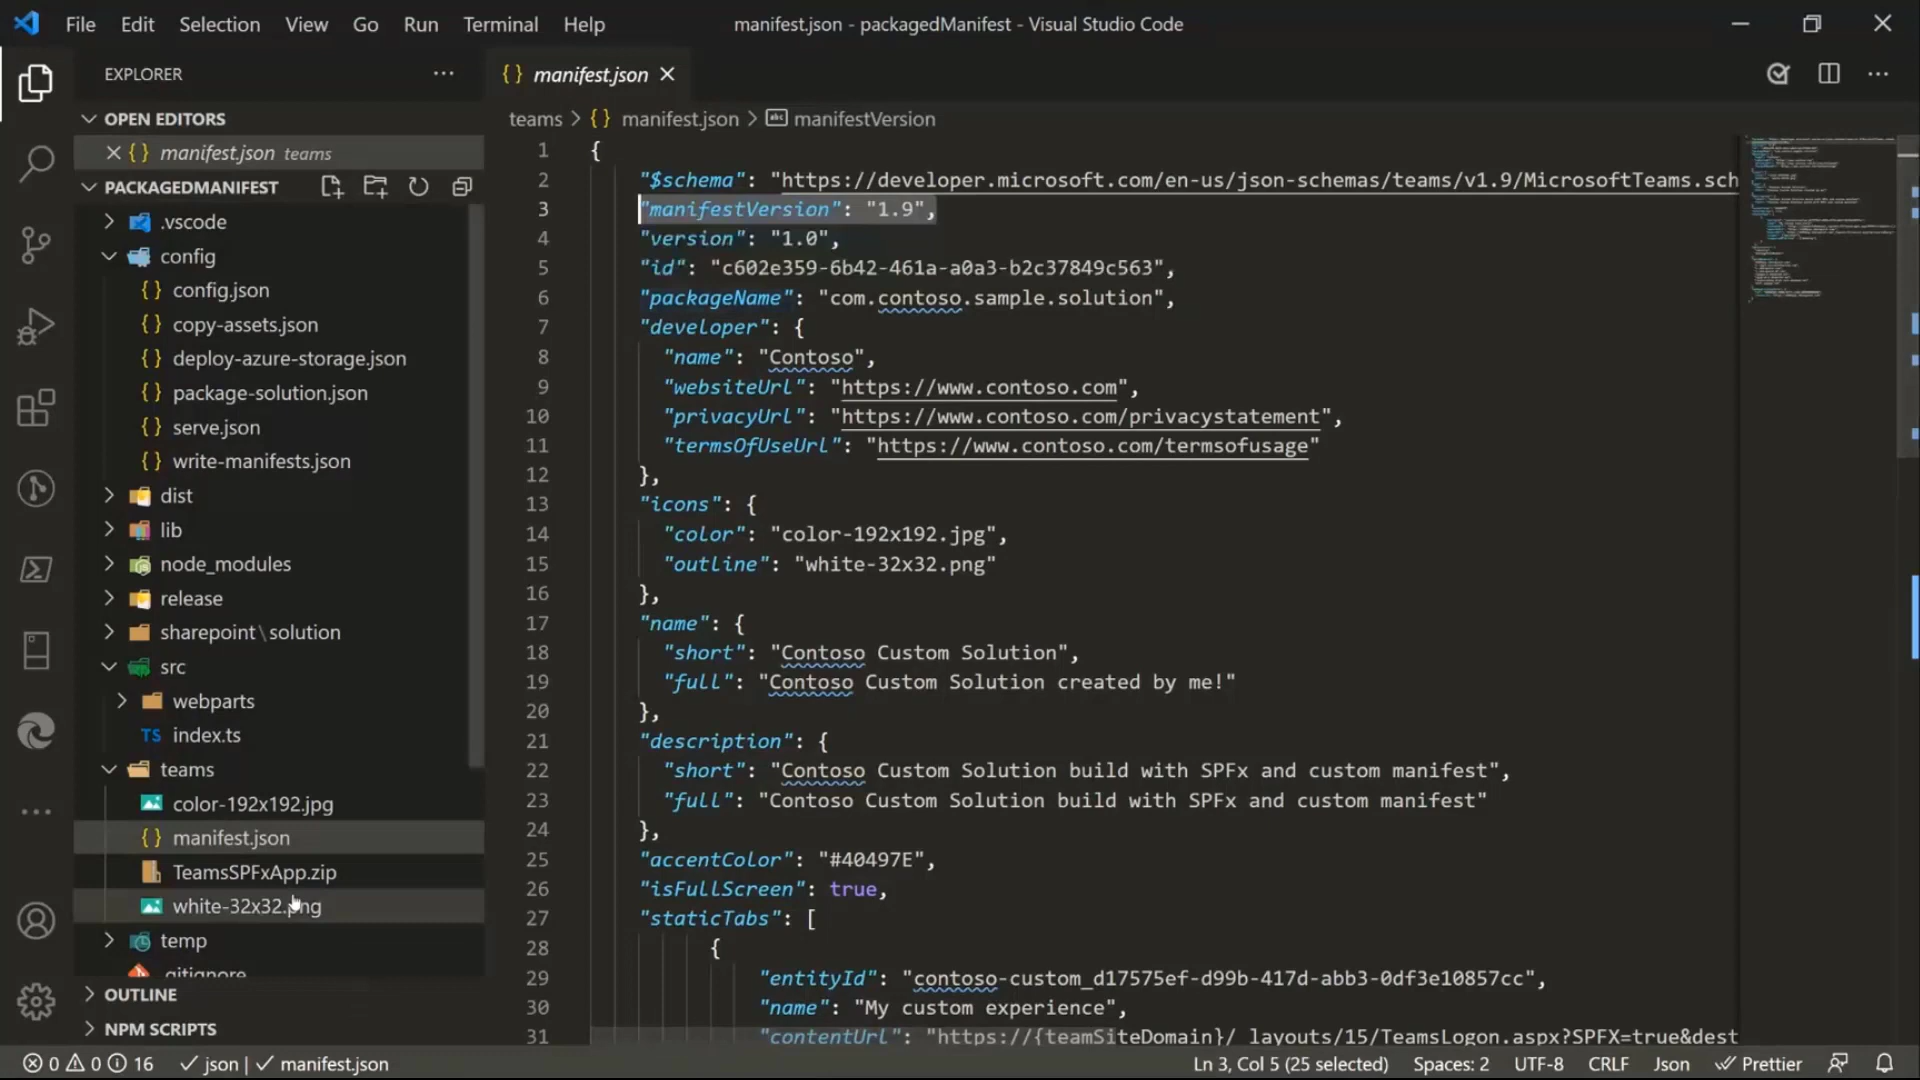 File Edit Selection View Go Run Terminal Help
manifest.json - packagedManifest - Visual Studio Code
EXPLORER
OPEN EDITORS
manifest.json teams
PACKAGEDMANIFEST
.vscode
config
config.json
copy-assets.json
deploy-azure-storage.json
package-solution.json
serve.json
write-manifests.json
dist
lib
node_modules
release
sharepoint\solution
src
webparts
TS index.ts
teams
color-192x192.jpg
manifest.json
TeamsSPFxApp.zip
white-32x32.png
temp
.gitignore
OUTLINE
NPM SCRIPTS
{} manifest.json
teams > {} manifest.json > abc manifestVersion
1 {
2 "$schema": "https://developer.microsoft.com/en-us/json-schemas/teams/v1.9/MicrosoftTeams.sch
3 "manifestVersion": "1.9",
4 "version": "1.0",
5 "id": "c602e359-6b42-461a-a0a3-b2c37849c563",
6 "packageName": "com.contoso.sample.solution",
7 "developer": {
8 "name": "Contoso",
9 "websiteUrl": "https://www.contoso.com",
10 "privacyUrl": "https://www.contoso.com/privacystatement",
11 "termsOfUseUrl": "https://www.contoso.com/termsofusage"
12 },
13 "icons": {
14 "color": "color-192x192.jpg",
15 "outline": "white-32x32.png"
16 },
17 "name": {
18 "short": "Contoso Custom Solution",
19 "full": "Contoso Custom Solution created by me!"
20 },
21 "description": {
22 "short": "Contoso Custom Solution build with SPFx and custom manifest",
23 "full": "Contoso Custom Solution build with SPFx and custom manifest"
24 },
25 "accentColor": "#40497E",
26 "isFullScreen": true,
27 "staticTabs": [
28 {
29 "entityId": "contoso-custom_d17575ef-d99b-417d-abb3-0df3e10857cc",
30 "name": "My custom experience",
31 "contentUrl": "https://{teamSiteDomain}/_layouts/15/TeamsLogon.aspx?SPFX=true&dest
0 0 16 json | manifest.json
Ln 3, Col 5 (25 selected) Spaces: 2 UTF-8 CRLF Json Prettier